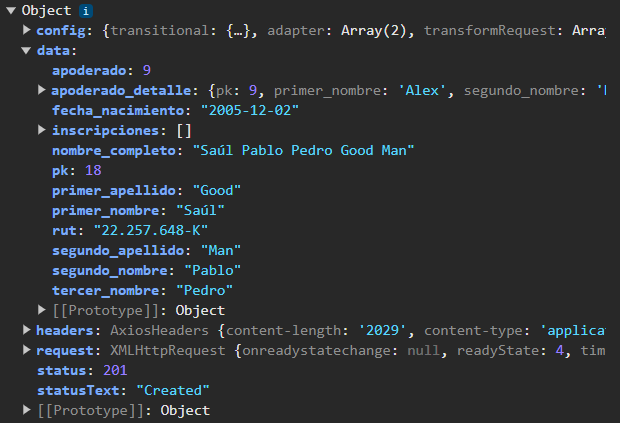 Object i
config: {transitional: {…}, adapter: Array(2), transformRequest: Array
data:
apoderado: 9
apoderado_detalle: {pk: 9, primer_nombre: 'Alex', segundo_nombre: '
fecha_nacimiento: "2005-12-02"
inscripciones: []
nombre_completo: "Saúl Pablo Pedro Good Man"
pk: 18
primer_apellido: "Good"
primer_nombre: "Saúl"
rut: "22.257.648-K"
segundo_apellido: "Man"
segundo_nombre: "Pablo"
tercer_nombre: "Pedro"
[[Prototype]]: Object
headers: AxiosHeaders {content-length: '2029', content-type: 'applicat
request: XMLHttpRequest {onreadystatechange: null, readyState: 4, tim
status: 201
statusText: "Created"
[[Prototype]]: Object